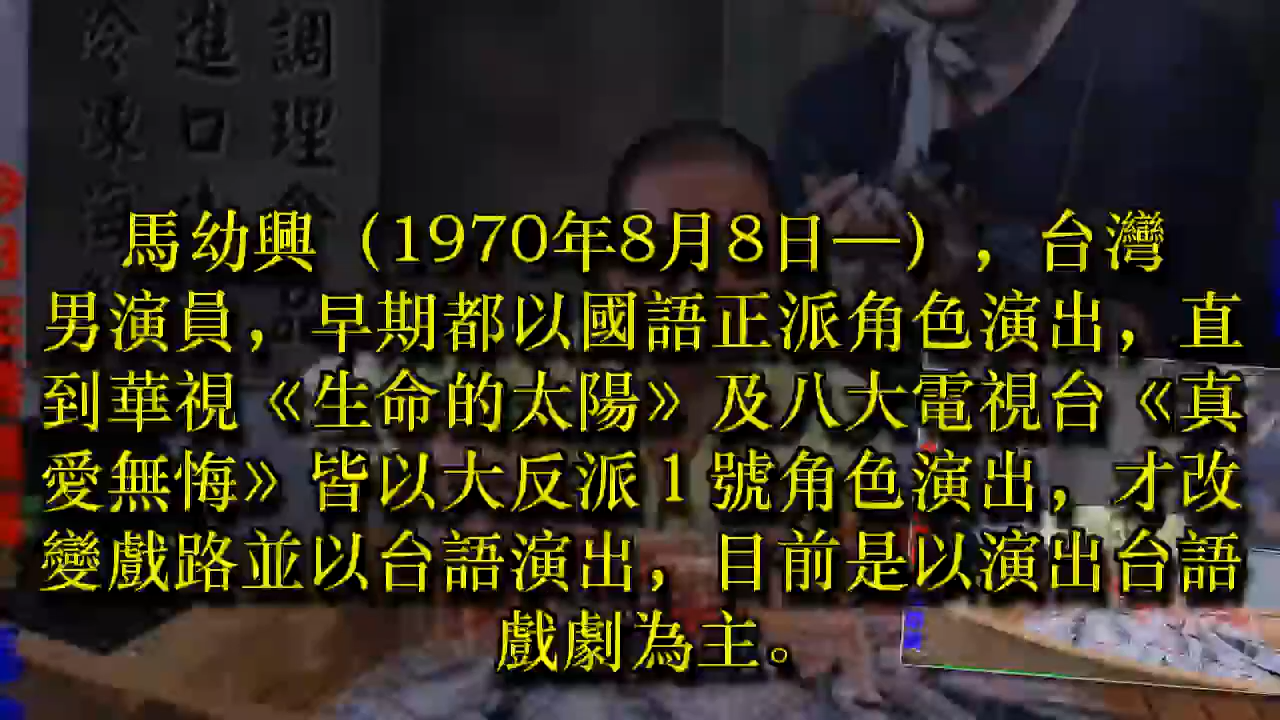 馬幼興（1970年8月8日—），台灣
男演員，早期都以國語正派角色演出，直
到華視《生命的太陽》及八大電視台《真
愛無悔》皆以大反派１號角色演出，才改
變戲路並以台語演出，目前是以演出台語
戲劇為主。
調理
進口
冷凍海